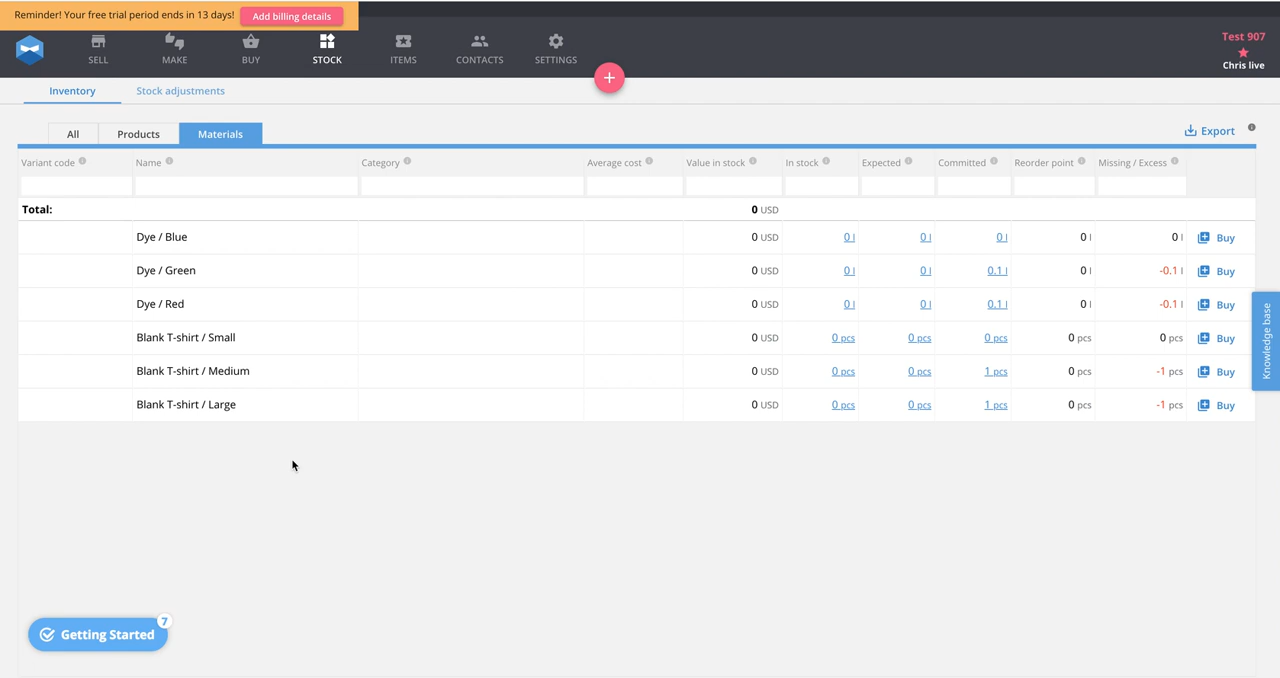 Reminder! Your free trial period ends in 13 days! Add billing details
SELL MAKE BUY STOCK ITEMS CONTACTS SETTINGS
+
Test 907
Chris live
Inventory Stock adjustments
All Products Materials Export
Variant code Name Category Average cost Value in stock In stock Expected Committed Reorder point Missing / Excess
Total: 0 USD
Dye / Blue 0 USD 0 l 0 l 0 l 0 l 0 l Buy
Dye / Green 0 USD 0 l 0 l 0.1 l 0 l -0.1 l Buy
Dye / Red 0 USD 0 l 0 l 0.1 l 0 l -0.1 l Buy
Blank T-shirt / Small 0 USD 0 pcs 0 pcs 0 pcs 0 pcs 0 pcs Buy
Blank T-shirt / Medium 0 USD 0 pcs 0 pcs 1 pcs 0 pcs -1 pcs Buy
Blank T-shirt / Large 0 USD 0 pcs 0 pcs 1 pcs 0 pcs -1 pcs Buy
Knowledge base
Getting Started 7